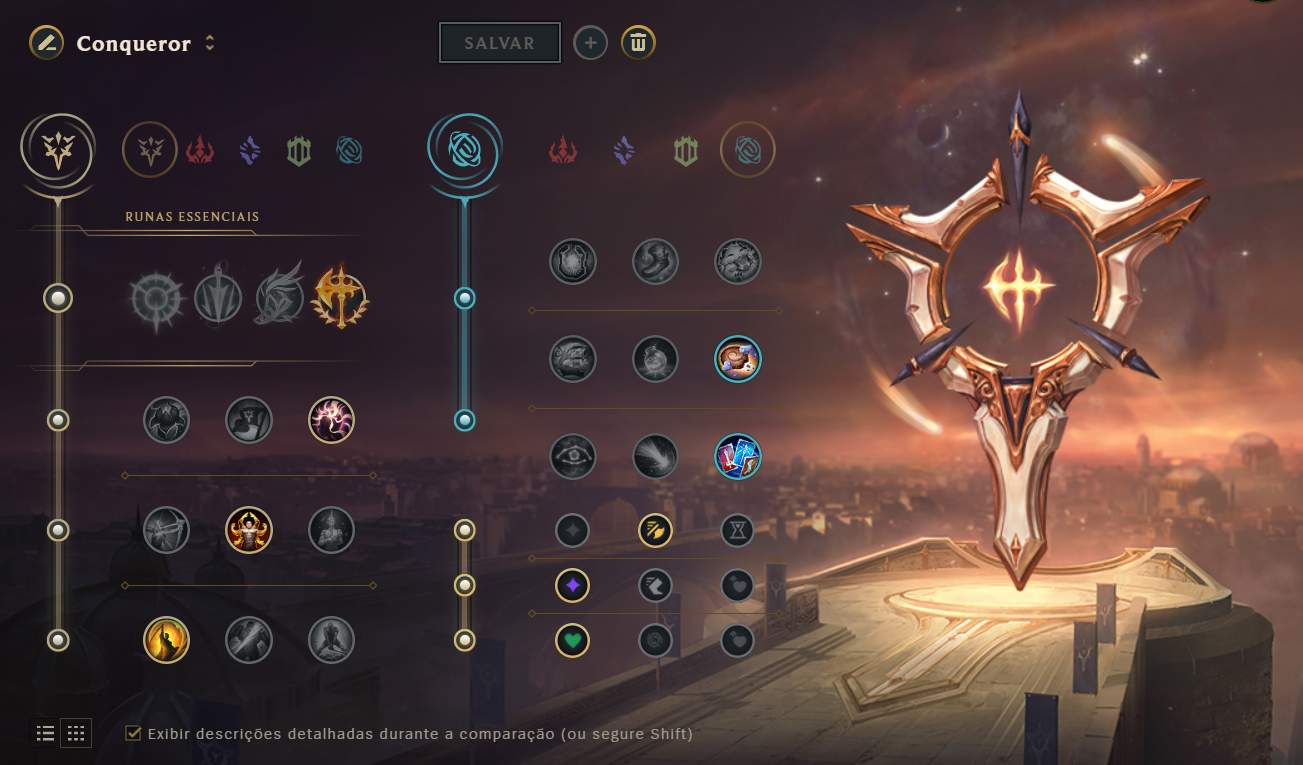 Conqueror
SALVAR
RUNAS ESSENCIAIS
Exibir descrições detalhadas durante a comparação (ou segure Shift)